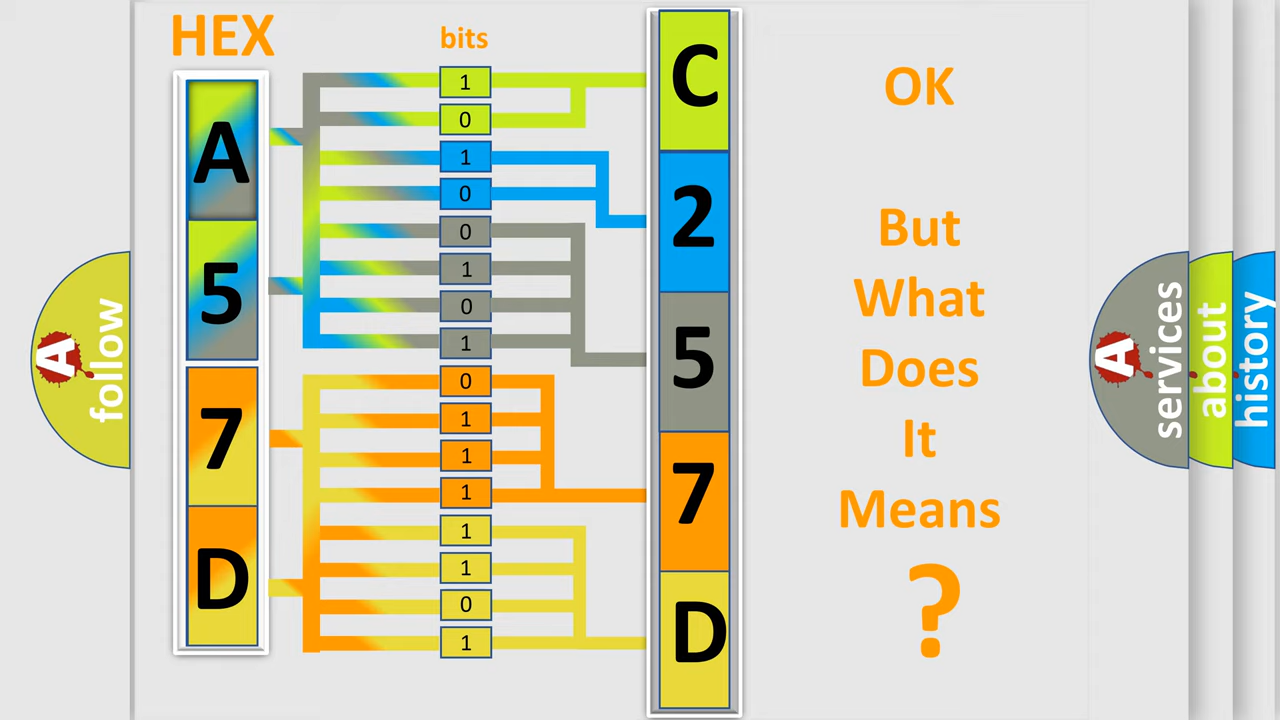 HEX
bits
A
5
7
D
1
0
1
0
0
1
0
1
0
1
1
1
1
1
0
1
C
2
5
7
D
OK
But
What
Does
It
Means
?
A
follow
A
services
about
history